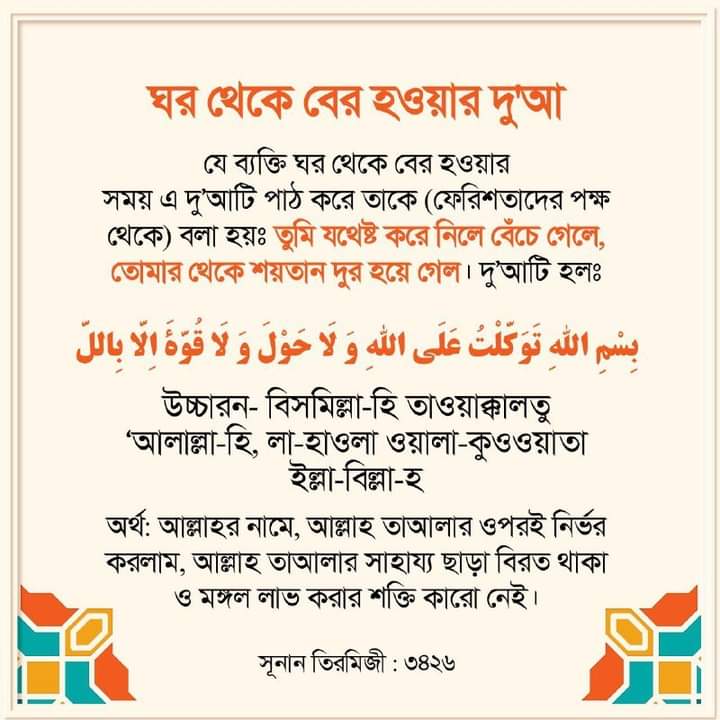 ঘর থেকে বের হওয়ার দু'আ
যে ব্যক্তি ঘর থেকে বের হওয়ার
সময় এ দু’আটি পাঠ করে তাকে (ফেরিশতাদের পক্ষ
থেকে) বলা হয়ঃ তুমি যথেষ্ট করে নিলে বেঁচে গেলে,
তোমার থেকে শয়তান দুর হয়ে গেল। দু’আটি হলঃ
بِسْمِ اللهِ تَوَكّلْتُ عَلَى اللهِ وَ لَا حَوْلَ وَ لَا قُوّةَ اِلّا بِاللّ
উচ্চারন- বিসমিল্লা-হি তাওয়াক্কালতু
‘আলাল্লা-হি, লা-হাওলা ওয়ালা-কুওওয়াতা
ইল্লা-বিল্লা-হ
অর্থ: আল্লাহর নামে, আল্লাহ তাআলার ওপরই নির্ভর
করলাম, আল্লাহ তাআলার সাহায্য ছাড়া বিরত থাকা
ও মঙ্গল লাভ করার শক্তি কারো নেই।
সূনান তিরমিজী : ৩৪২৬